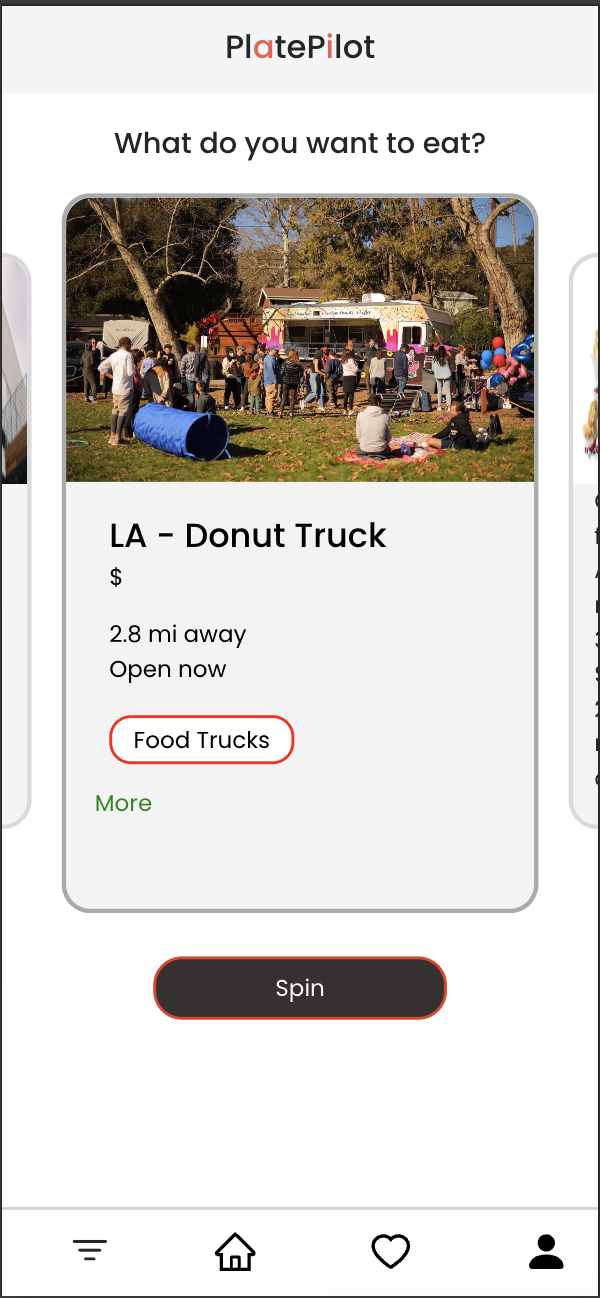 PlatePilot
What do you want to eat?
LA - Donut Truck
$
2.8 mi away
Open now
Food Trucks
More
Spin